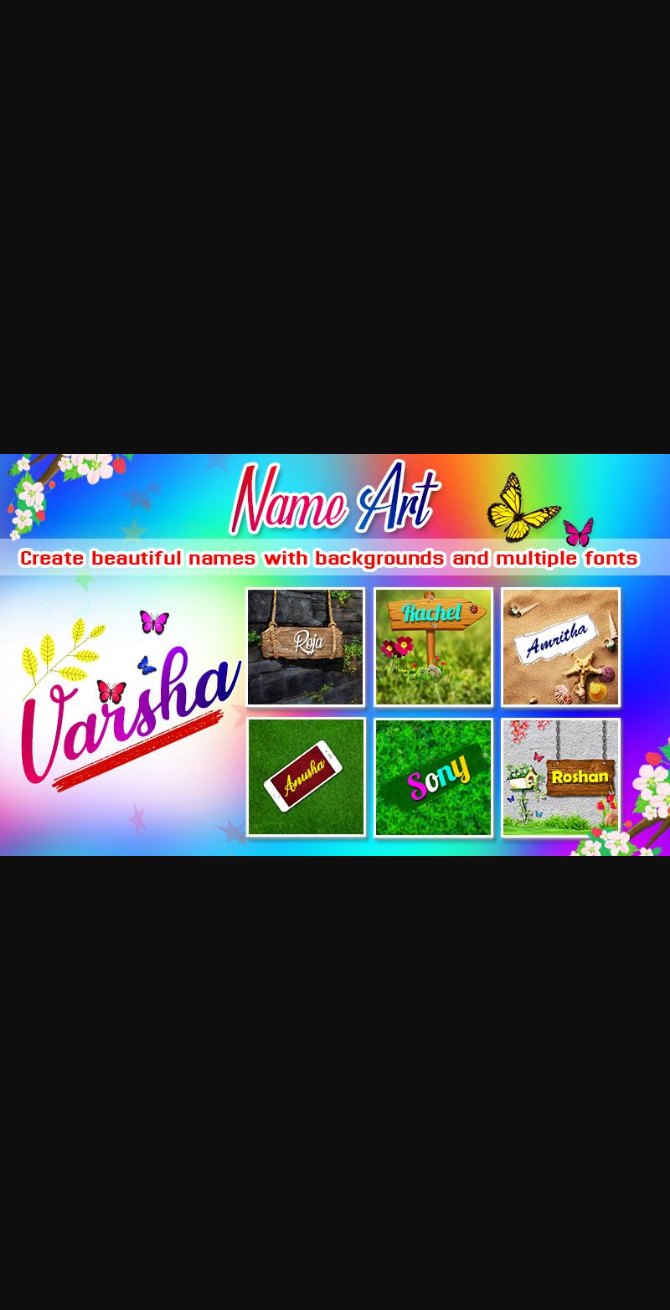 Name Art
Create beautiful names with backgrounds and multiple fonts
Varsha
Roja
Rachel
Amritha
Anusha
Sony
Roshan